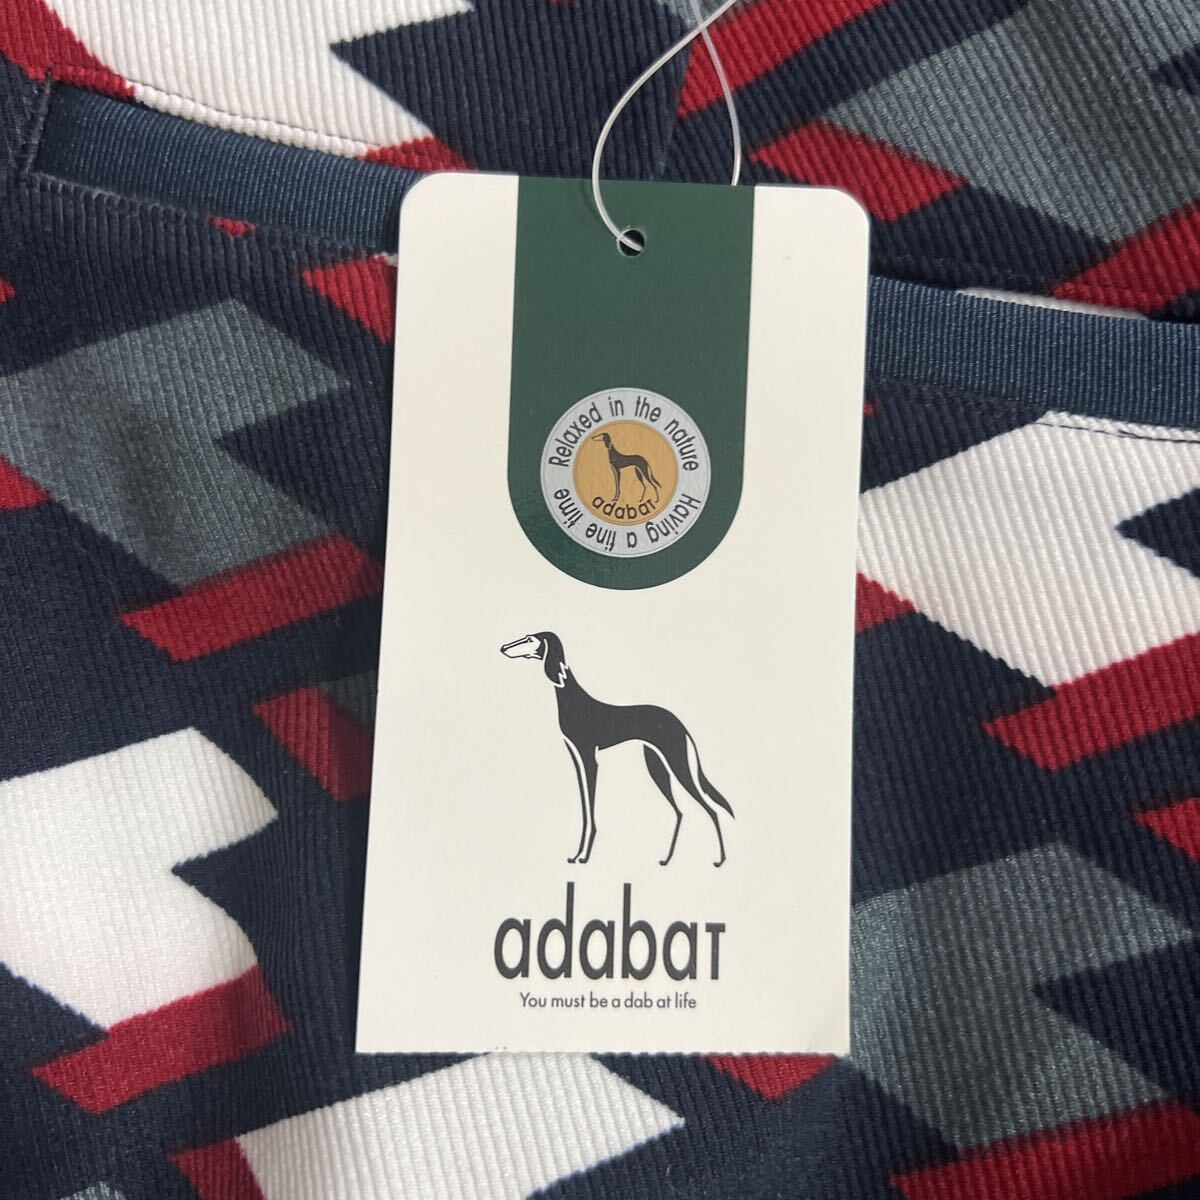 Relaxed in the nature
Having a fine time
adabaT
adabaT
You must be a dab at life